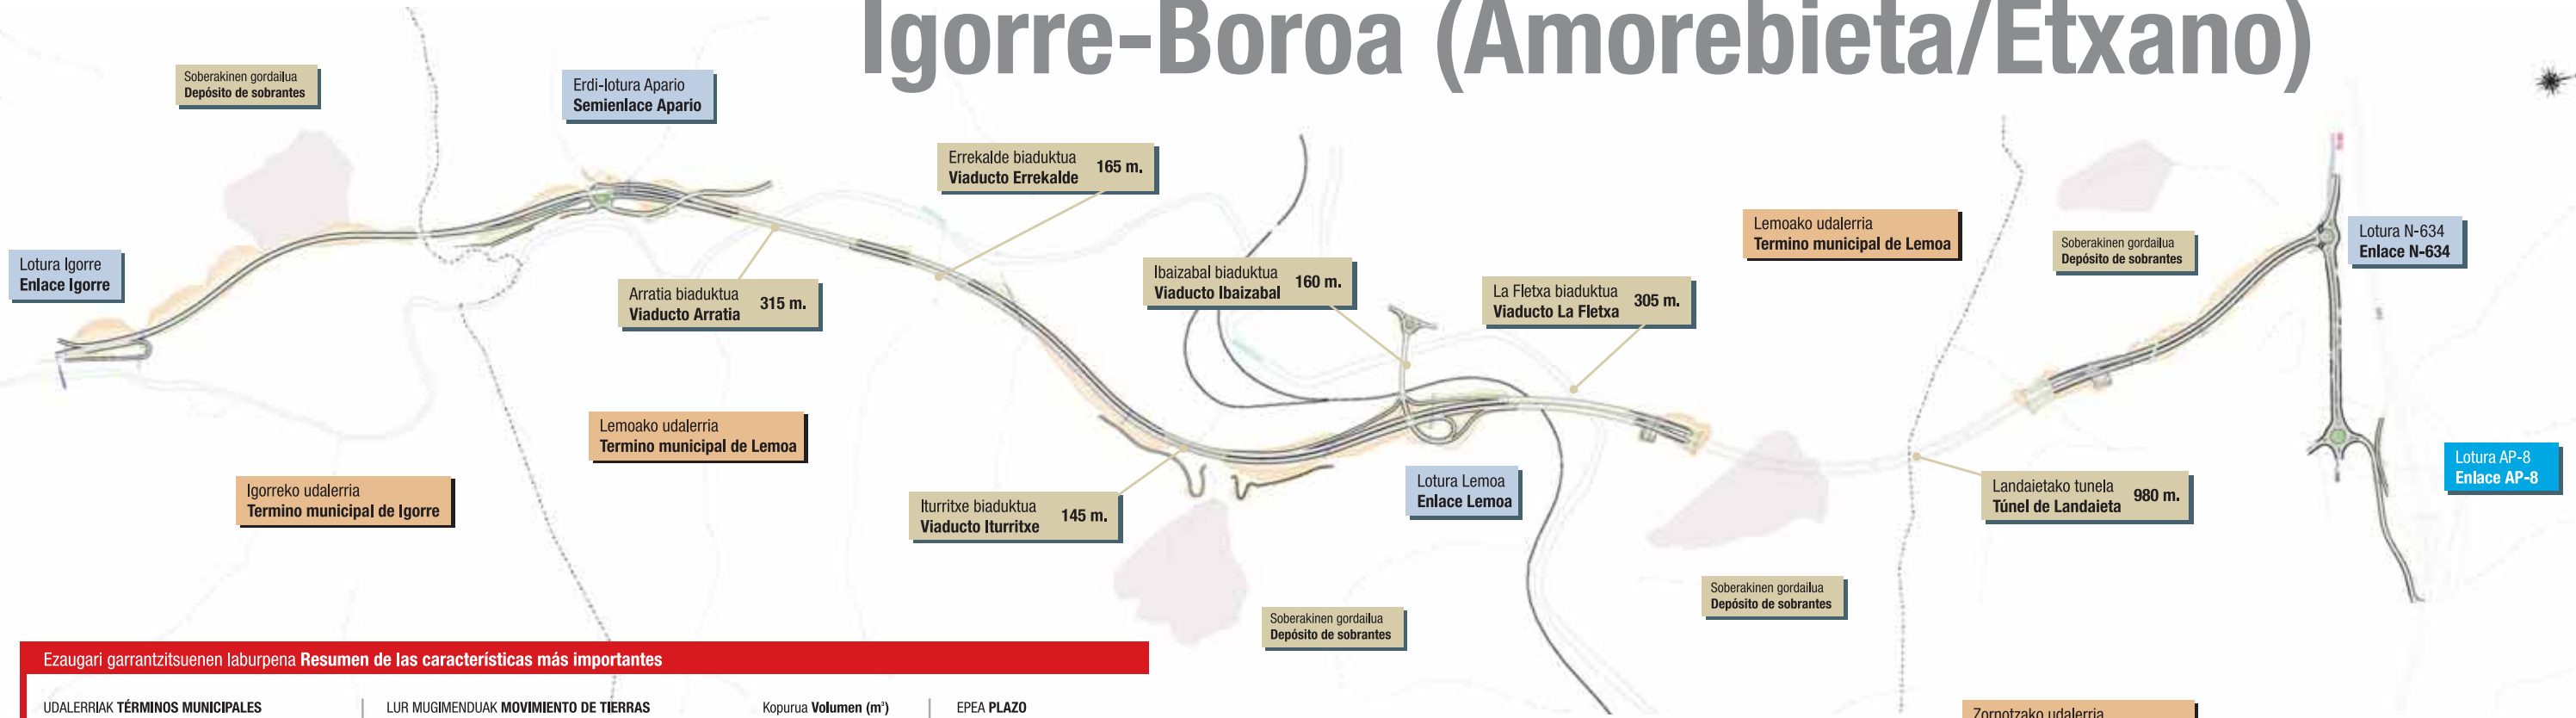 Igorre-Boroa (Amorebieta/Etxano)
Soberakinen gordailua
Depósito de sobrantes
Erdi-lotura Apario
Semienlace Apario
Errekalde biaduktua
Viaducto Errekalde
165 m.
Lotura Igorre
Enlace Igorre
Arratia biaduktua
Viaducto Arratia
315 m.
Ibaizabal biaduktua
Viaducto Ibaizabal
160 m.
La Fletxa biaduktua
Viaducto La Fletxa
305 m.
Lemoako udalerria
Termino municipal de Lemoa
Soberakinen gordailua
Depósito de sobrantes
Lotura N-634
Enlace N-634
Lemoako udalerria
Termino municipal de Lemoa
Igorreko udalerria
Termino municipal de Igorre
Iturritxe biaduktua
Viaducto Iturritxe
145 m.
Lotura Lemoa
Enlace Lemoa
Landaietako tunela
Túnel de Landaieta
980 m.
Lotura AP-8
Enlace AP-8
Soberakinen gordailua
Depósito de sobrantes
Soberakinen gordailua
Depósito de sobrantes
Ezaugari garrantzitsuenen laburpena Resumen de las características más importantes
UDALERRIAK TÉRMINOS MUNICIPALES
LUR MUGIMENDUAK MOVIMIENTO DE TIERRAS
Kopurua Volumen (m³)
EPEA PLAZO
Zornotzako udalerria